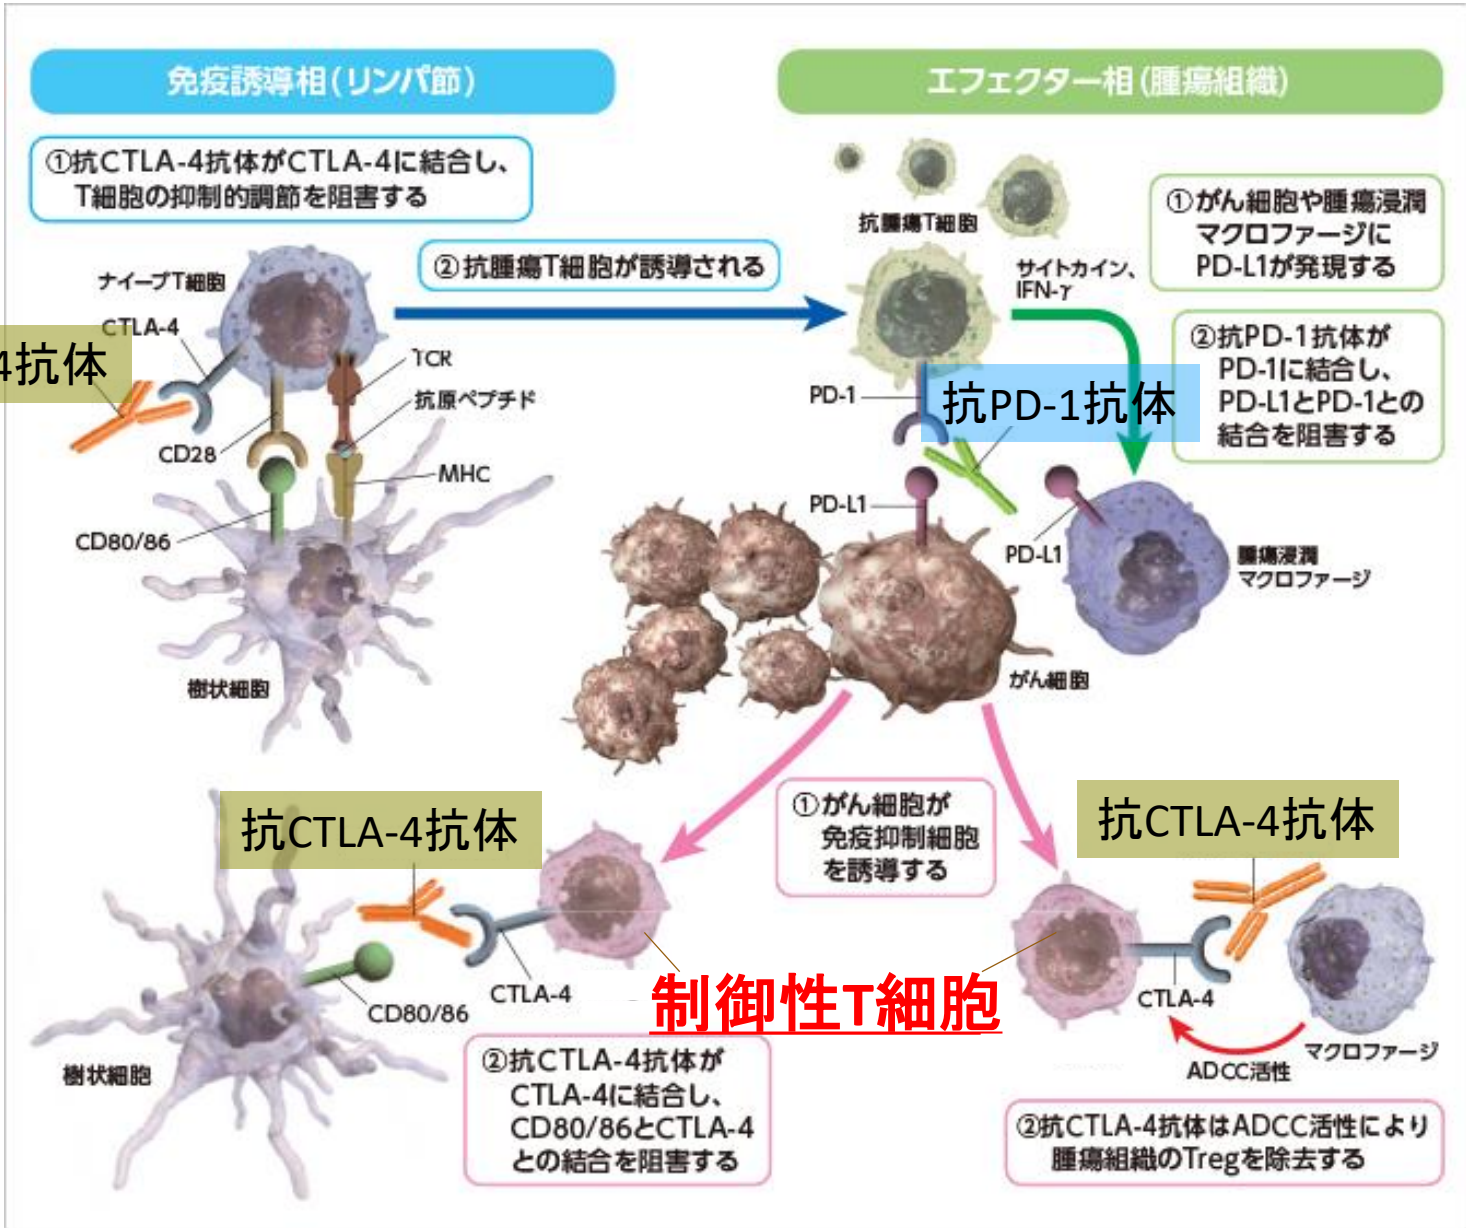 免疫誘導相(リンパ節)
①抗CTLA-4抗体がCTLA-4に結合し、
T細胞の抑制的調節を阻害する
ナイーブT細胞
CTLA-4
4抗体
CD28
CD80/86
樹状細胞
TCR
抗原ペプチド
MHC
②抗腫瘍T細胞が誘導される
エフェクター相(腫瘍組織)
抗腫瘍T細胞
サイトカイン、
IFN-γ
①がん細胞や腫瘍浸潤
マクロファージに
PD-L1が発現する
②抗PD-1抗体が
PD-1に結合し、
PD-L1とPD-1との
結合を阻害する
PD-1
抗PD-1抗体
PD-L1
PD-L1
腫瘍浸潤
マクロファージ
がん細胞
①がん細胞が
免疫抑制細胞
を誘導する
抗CTLA-4抗体
CTLA-4
CD80/86
樹状細胞
制御性T細胞
②抗CTLA-4抗体が
CTLA-4に結合し、
CD80/86とCTLA-4
との結合を阻害する
抗CTLA-4抗体
CTLA-4
マクロファージ
ADCC活性
②抗CTLA-4抗体はADCC活性により
腫瘍組織のTregを除去する